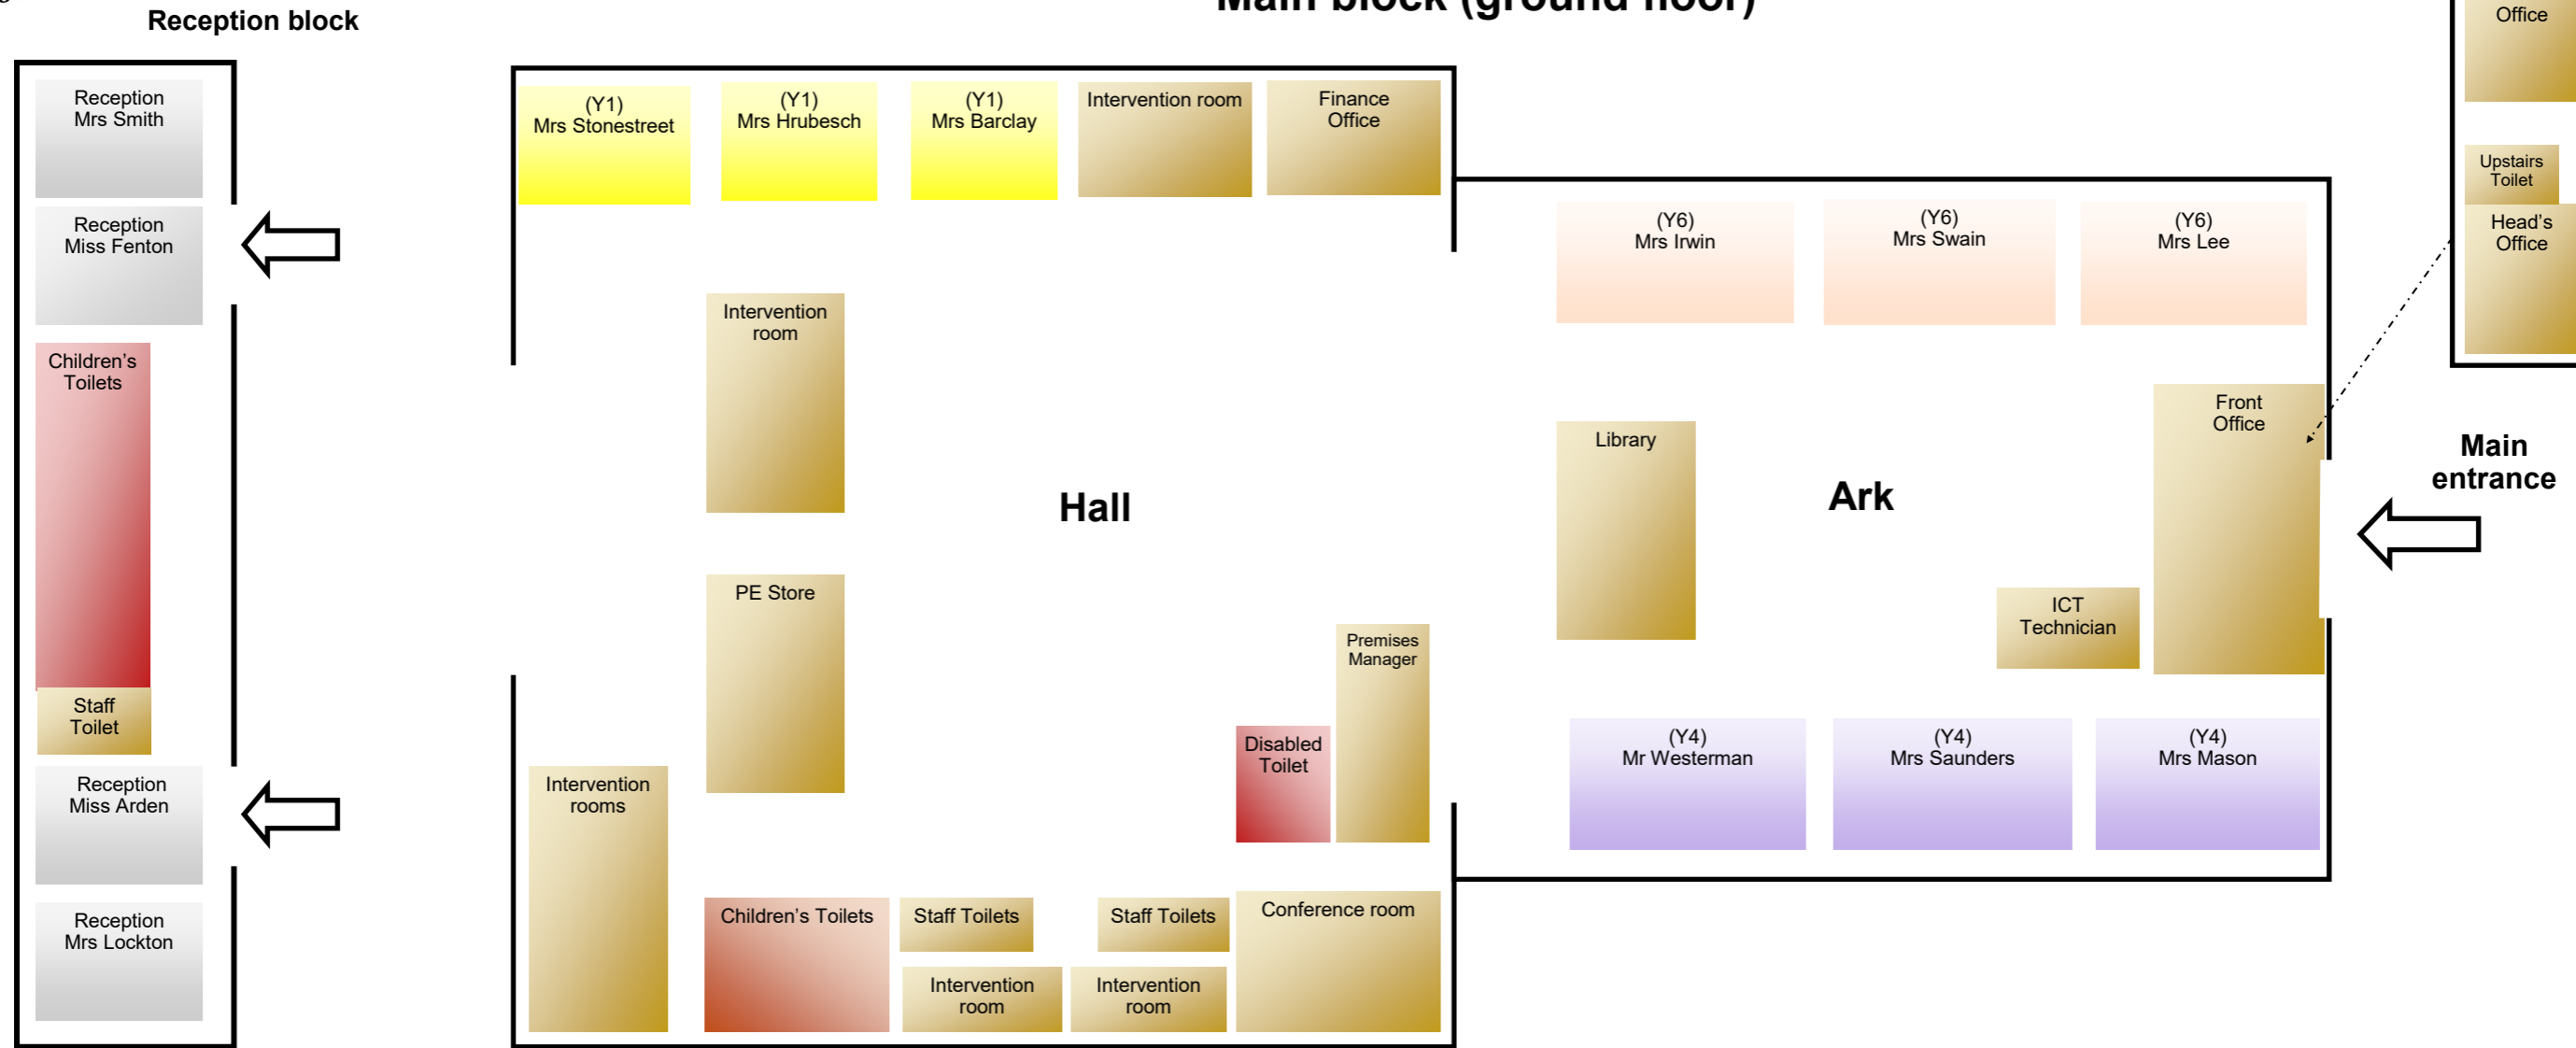 Main block (ground floor)
Reception block
Office
Reception
Mrs Smith
Reception
Miss Fenton
Children's
Toilets
Staff
Toilet
Reception
Miss Arden
Reception
Mrs Lockton
(Y1)
Mrs Stonestreet
(Y1)
Mrs Hrubesch
(Y1)
Mrs Barclay
Intervention room
Finance
Office
Intervention
room
Hall
PE Store
Premises
Manager
Disabled
Toilet
Intervention
rooms
Children's Toilets
Staff Toilets
Staff Toilets
Conference room
Intervention
room
Intervention
room
(Y6)
Mrs Irwin
(Y6)
Mrs Swain
(Y6)
Mrs Lee
Library
Ark
Front
Office
ICT
Technician
(Y4)
Mr Westerman
(Y4)
Mrs Saunders
(Y4)
Mrs Mason
Upstairs
Toilet
Head's
Office
Main
entrance